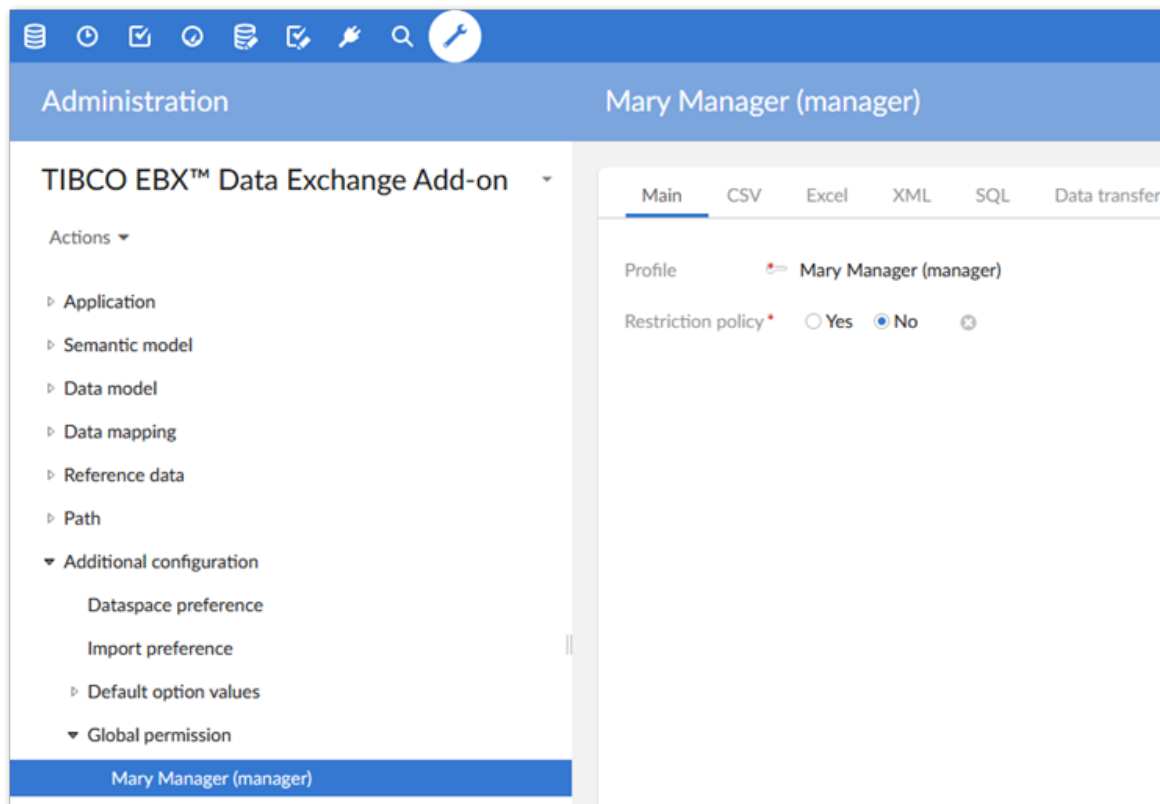 Administration
Mary Manager (manager)
TIBCO EBX™ Data Exchange Add-on
Actions
Application
Semantic model
Data model
Data mapping
Reference data
Path
Additional configuration
Dataspace preference
Import preference
Default option values
Global permission
Mary Manager (manager)
Main CSV Excel XML SQL Data transfer
Profile Mary Manager (manager)
Restriction policy* Yes No